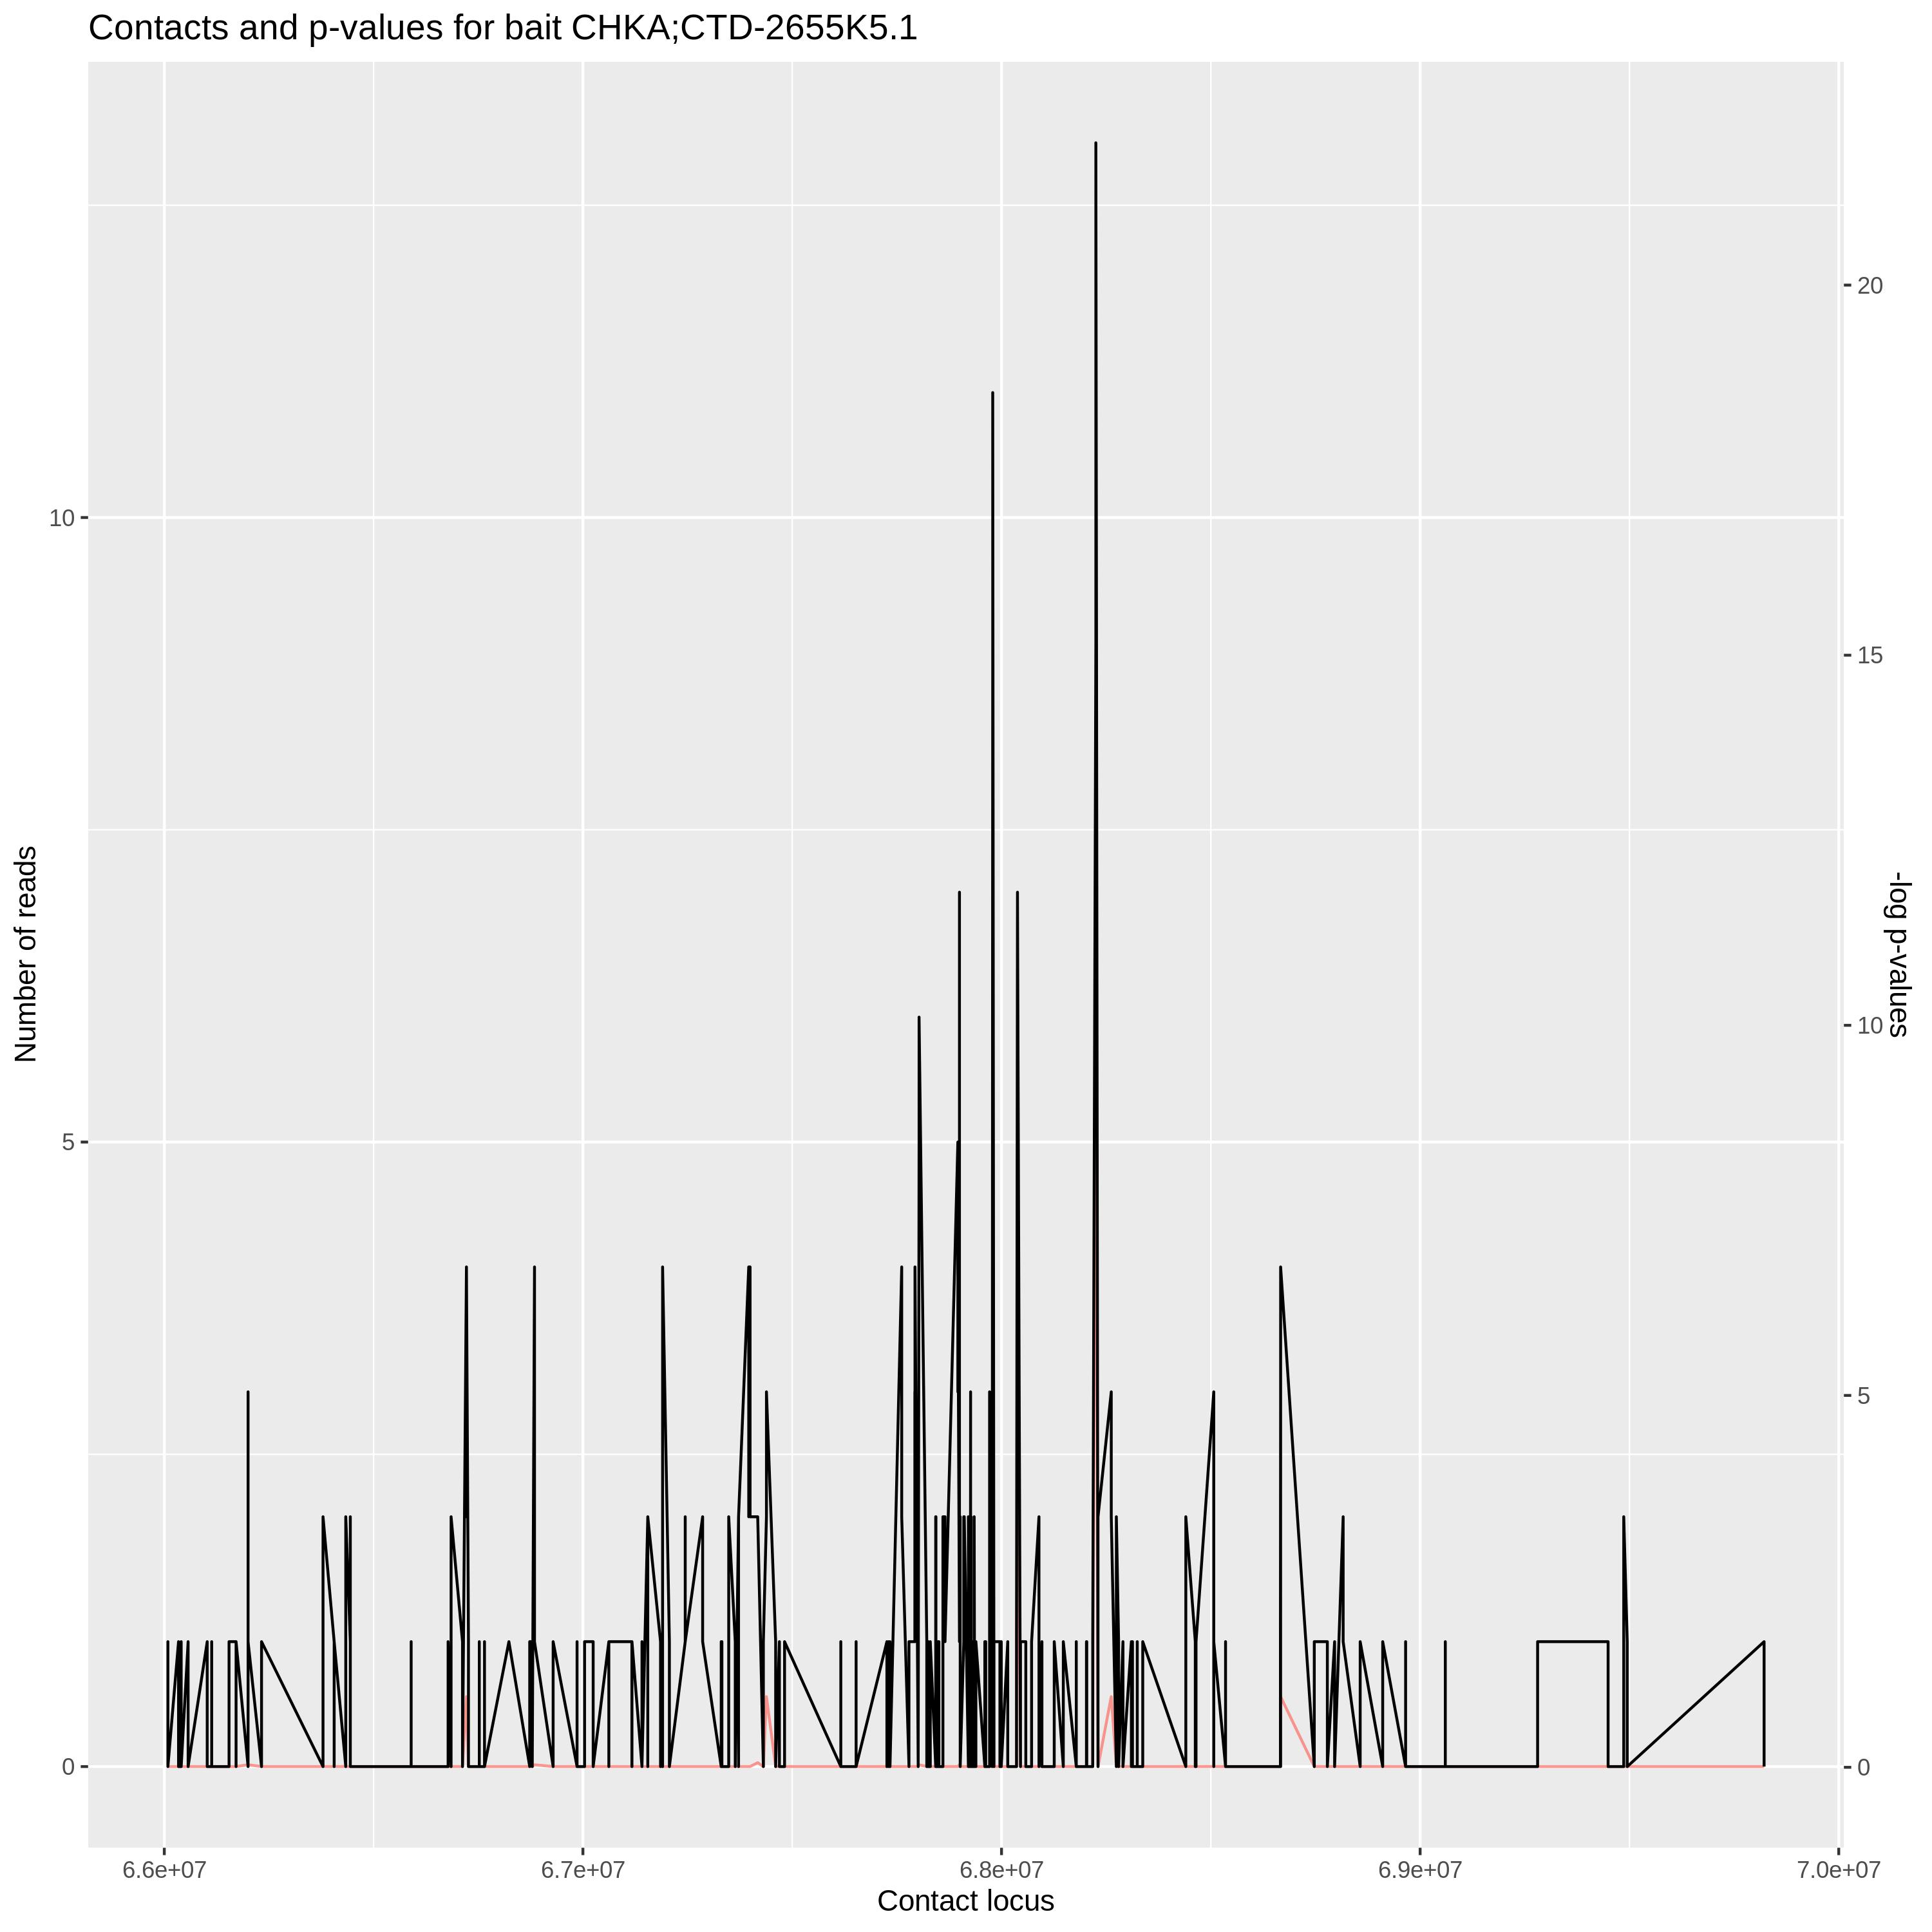 Contacts and p-values for bait CHKA;CTD-2655K5.1
Number of reads
10
5
0
20
15
10
5
0
-log p-values
6.6e+07
6.7e+07
6.8e+07
6.9e+07
7.0e+07
Contact locus